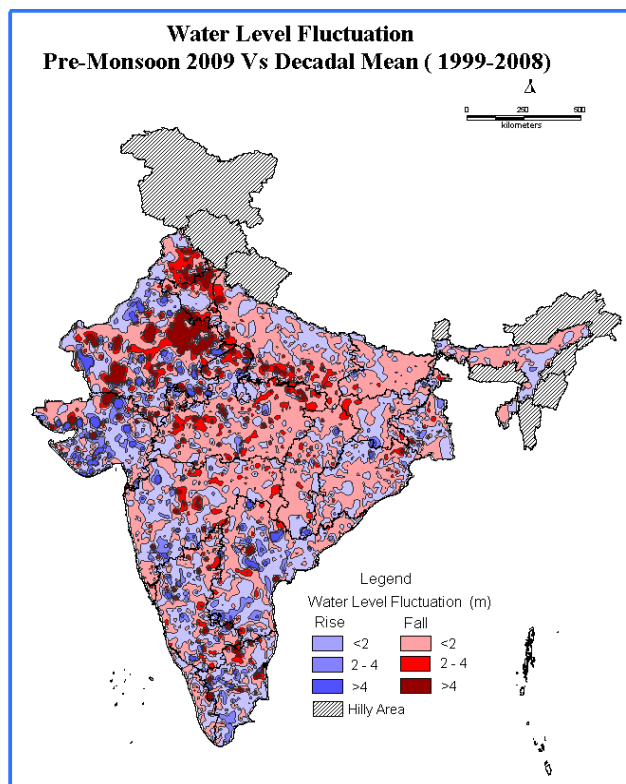 Water Level Fluctuation
Pre-Monsoon 2009 Vs Decadal Mean ( 1999-2008)
0 250 500
kilometers
Legend
Water Level Fluctuation (m)
Rise Fall
<2 <2
2 - 4 2 - 4
>4 >4
Hilly Area